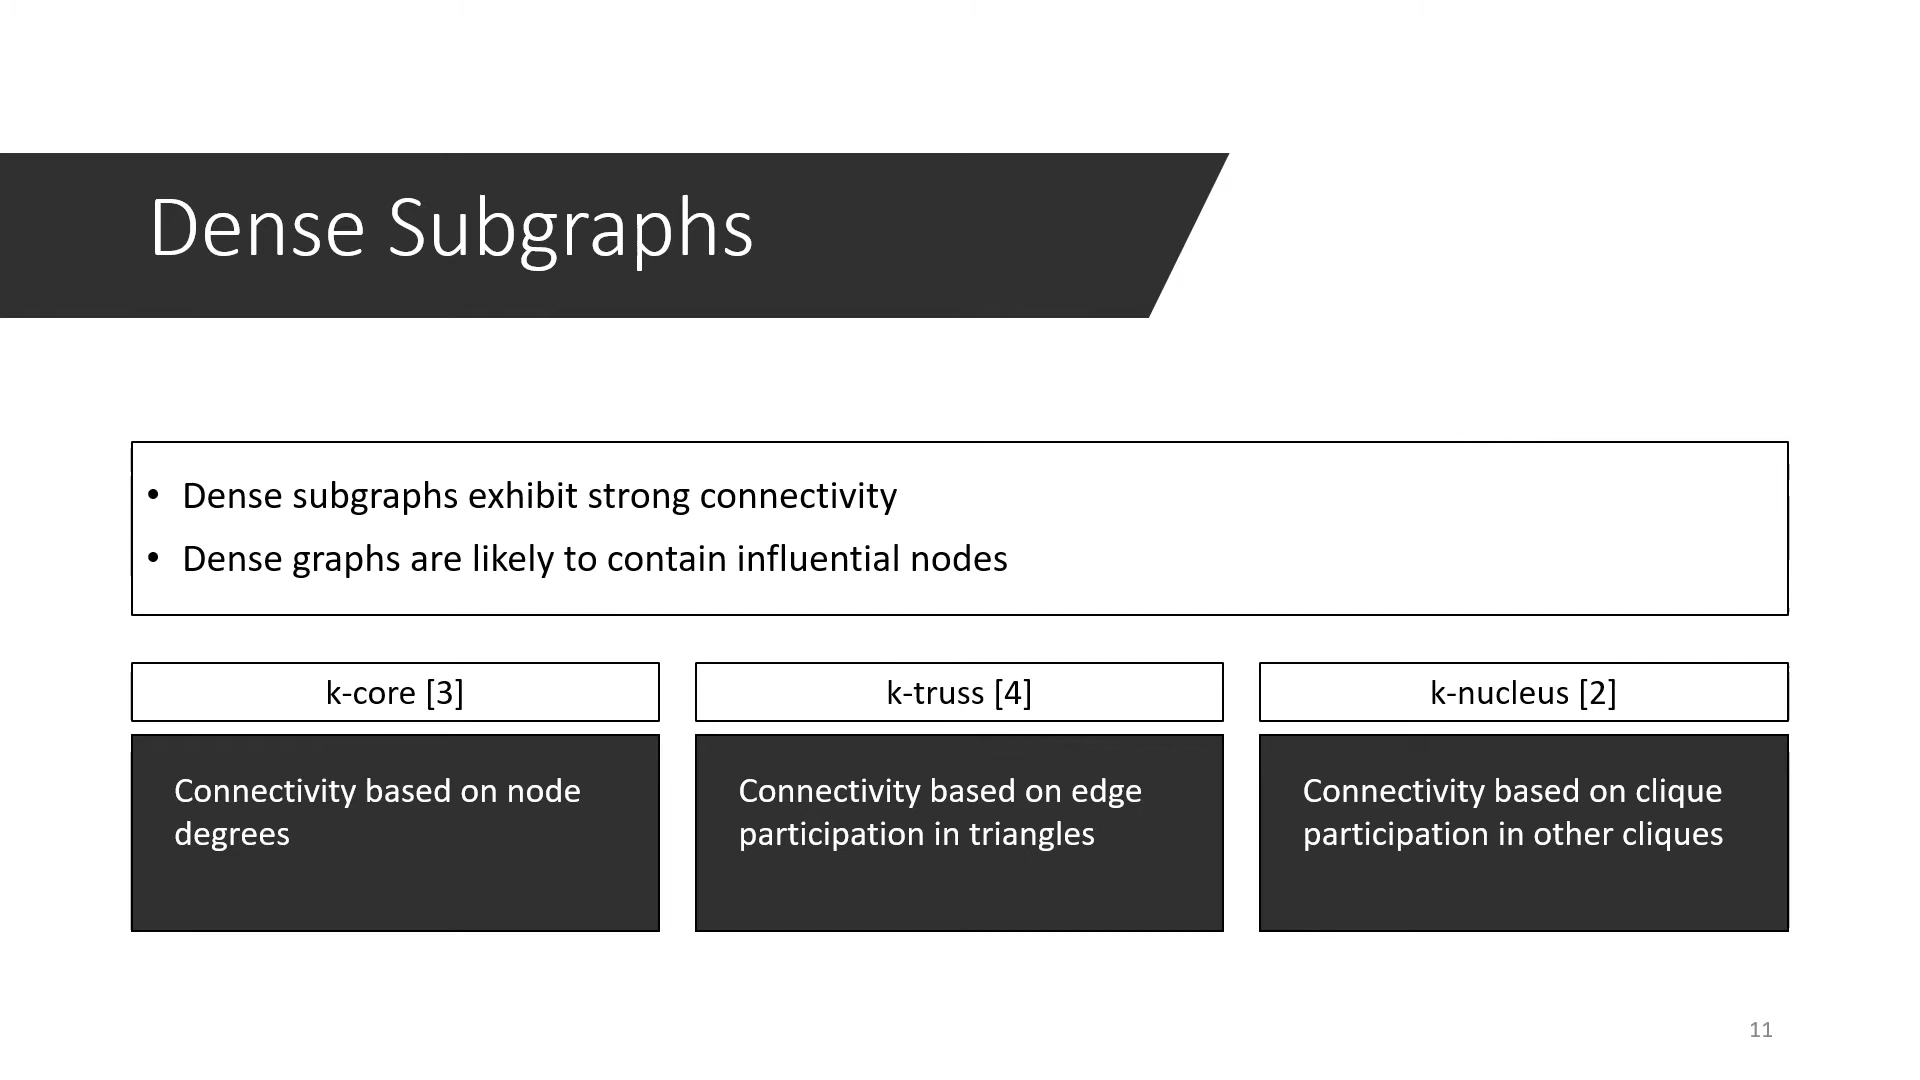 Dense Subgraphs
• Dense subgraphs exhibit strong connectivity
• Dense graphs are likely to contain influential nodes
k-core [3]
Connectivity based on node
degrees
k-truss [4]
Connectivity based on edge
participation in triangles
k-nucleus [2]
Connectivity based on clique
participation in other cliques
11